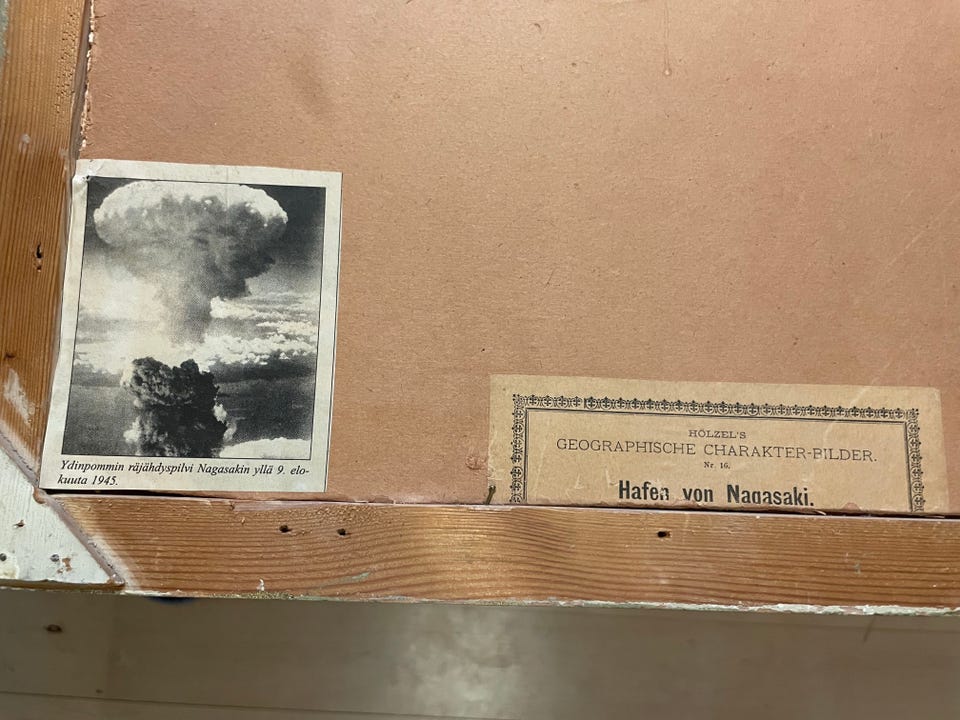 Ydinpommin räjähdyspilvi Nagasakin yllä 9. elo-
kuuta 1945.
HÖLZEL'S
GEOGRAPHISCHE CHARAKTER-BILDER.
Nr. 16.
Hafen von Nagasaki.